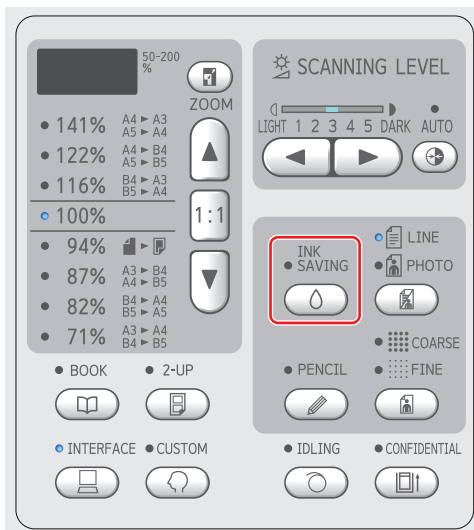 50-200
%
ZOOM
141% A4 ► A3
A5 ► A4
122% A4 ► B4
A5 ► B5
116% B4 ► A3
B5 ► A4
100%
1:1
94%
87% A3 ► B4
A4 ► B5
82% B4 ► A4
B5 ► A5
71% A3 ► A4
B4 ► B5
SCANNING LEVEL
LIGHT 1 2 3 4 5 DARK AUTO
INK
SAVING
LINE
PHOTO
COARSE
FINE
PENCIL
BOOK
2-UP
INTERFACE
CUSTOM
IDLING
CONFIDENTIAL